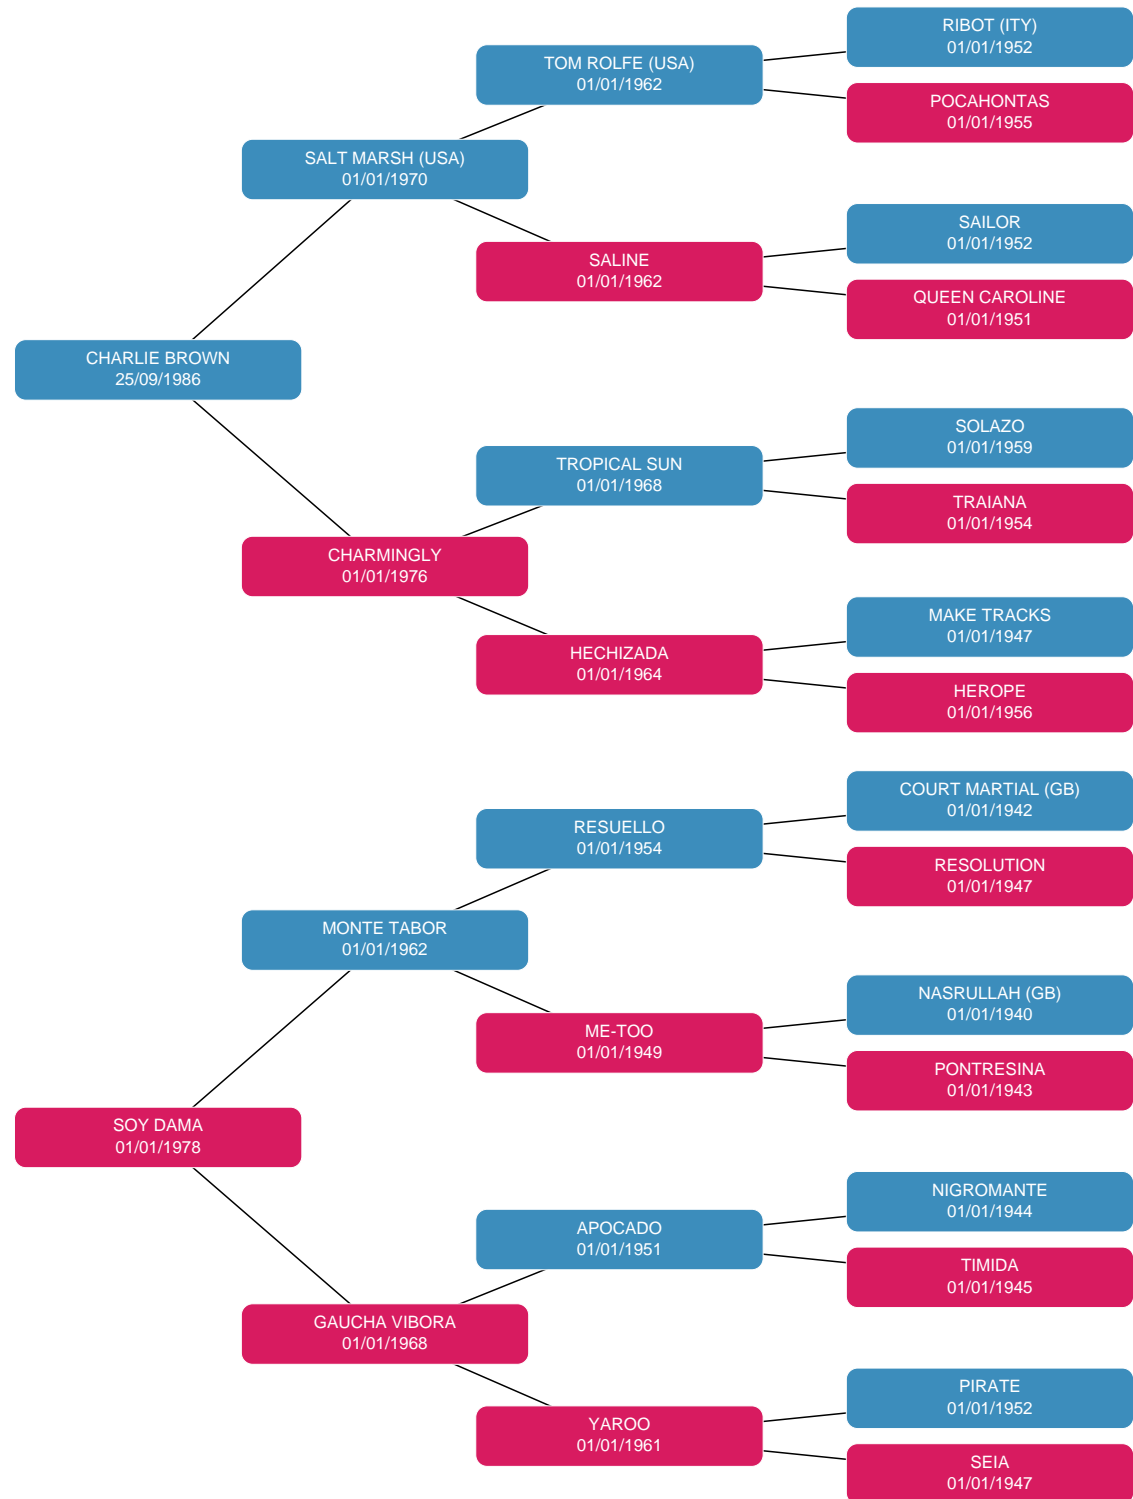 RIBOT (ITY)
01/01/1952
TOM ROLFE (USA)
01/01/1962
POCAHONTAS
01/01/1955
SALT MARSH (USA)
01/01/1970
SAILOR
01/01/1952
SALINE
01/01/1962
QUEEN CAROLINE
01/01/1951
CHARLIE BROWN
25/09/1986
SOLAZO
01/01/1959
TROPICAL SUN
01/01/1968
TRAIANA
01/01/1954
CHARMINGLY
01/01/1976
MAKE TRACKS
01/01/1947
HECHIZADA
01/01/1964
HEROPE
01/01/1956
COURT MARTIAL (GB)
01/01/1942
RESUELLO
01/01/1954
RESOLUTION
01/01/1947
MONTE TABOR
01/01/1962
NASRULLAH (GB)
01/01/1940
ME-TOO
01/01/1949
PONTRESINA
01/01/1943
SOY DAMA
01/01/1978
NIGROMANTE
01/01/1944
APOCADO
01/01/1951
TIMIDA
01/01/1945
GAUCHA VIBORA
01/01/1968
PIRATE
01/01/1952
YAROO
01/01/1961
SEIA
01/01/1947